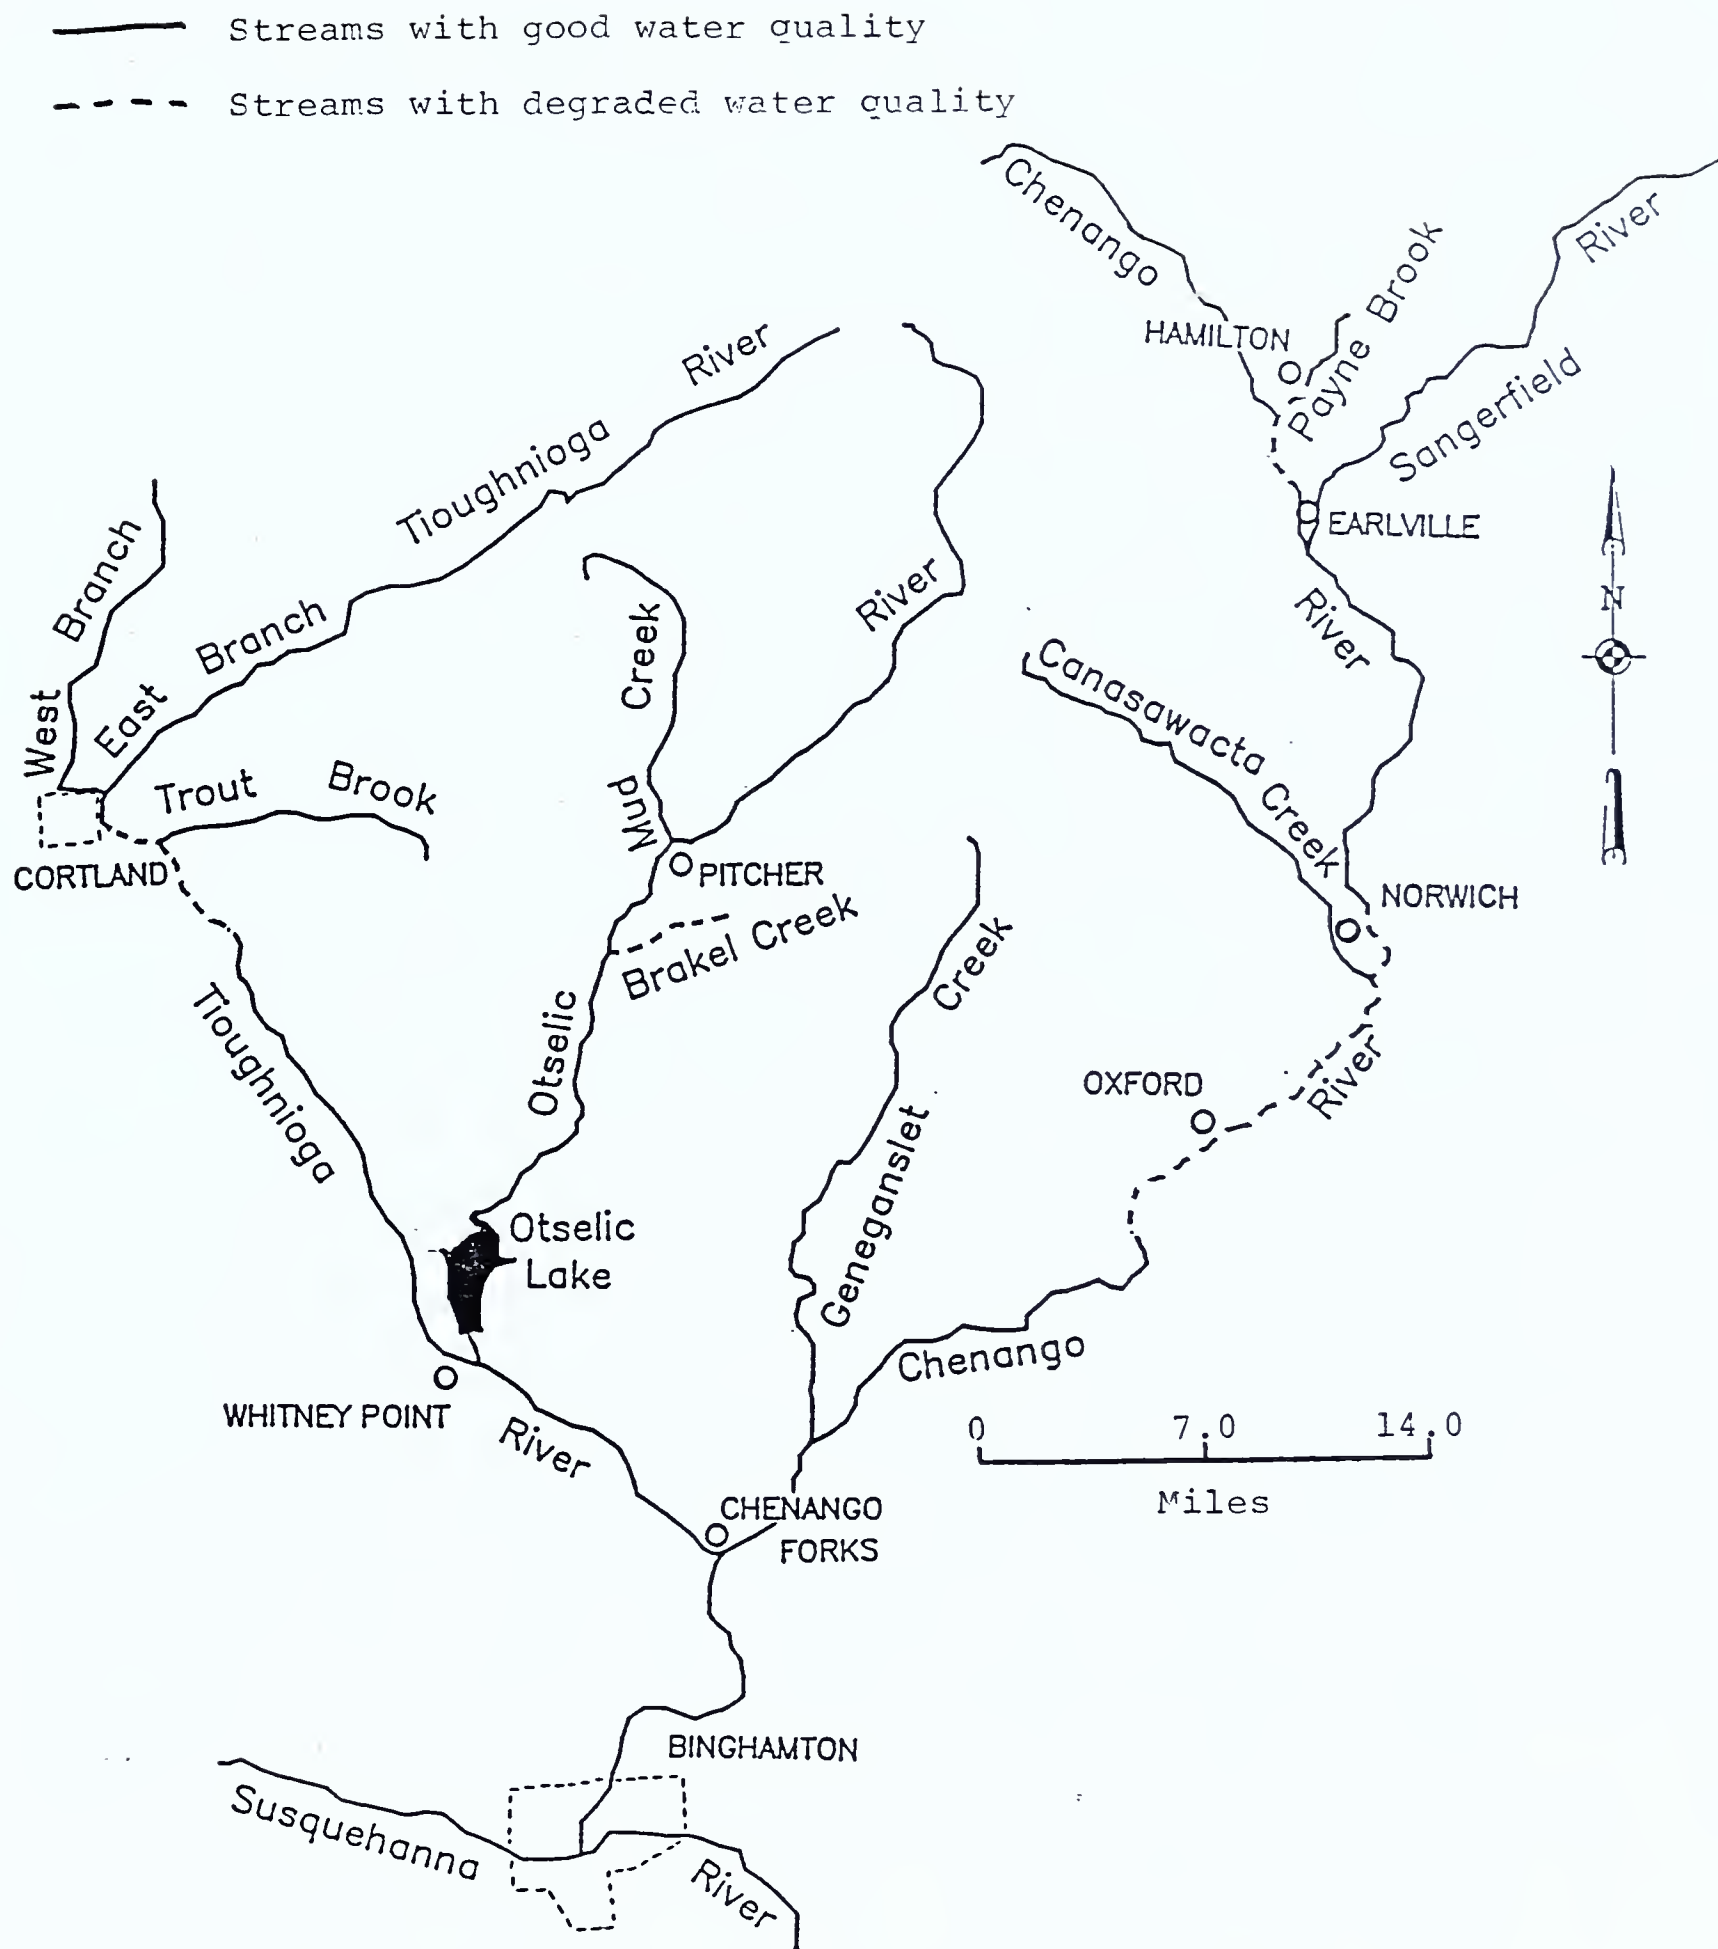 Streams with good water quality
Streams with degraded water quality
Chenango
River
Payne Brook
HAMILTON
Sangerfield
River
Tioughnioga
EARLVILLE
Branch
River
N
River
Branch
Creek
Canasawacta Creek
West
East
Trout Brook
Mud
CORTLAND
PITCHER
NORWICH
Brakel Creek
Creek
Tioughnioga
Otselic
River
OXFORD
Geneganslet
Otselic
Lake
Chenango
WHITNEY POINT
River
0 7.0 14.0
Miles
CHENANGO
FORKS
BINGHAMTON
Susquehanna
River